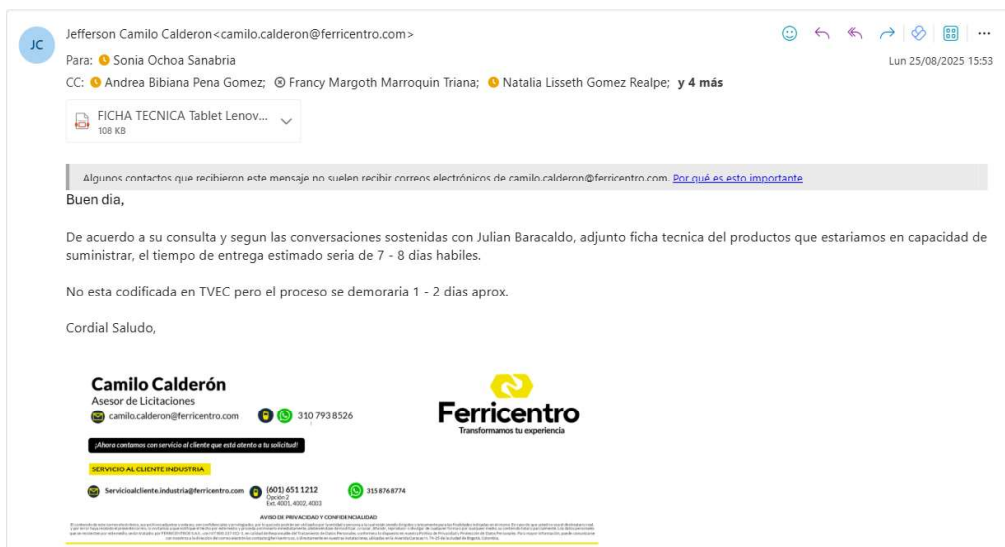 JC
Jefferson Camilo Calderon<camilo.calderon@ferricentro.com>
Para: Sonia Ochoa Sanabria
Lun 25/08/2025 15:53
CC: Andrea Bibiana Pena Gomez; Francy Margoth Marroquin Triana; Natalia Lisseth Gomez Realpe; y 4 más
FICHA TECNICA Tablet Lenov...
108 KB
Algunos contactos que recibieron este mensaje no suelen recibir correos electrónicos de camilo.calderon@ferricentro.com. Por qué es esto importante
Buen dia,
De acuerdo a su consulta y segun las conversaciones sostenidas con Julian Baracaldo, adjunto ficha tecnica del productos que estariamos en capacidad de
suministrar, el tiempo de entrega estimado seria de 7 - 8 dias habiles.
No esta codificada en TVEC pero el proceso se demoraria 1 - 2 dias aprox.
Cordial Saludo,
Camilo Calderón
Asesor de Licitaciones
camilo.calderon@ferricentro.com 310 793 8526
¡Ahora contamos con servicio al cliente que está atento a tu solicitud!
SERVICIO AL CLIENTE INDUSTRIA
Servicioalcliente.industria@ferricentro.com (601) 651 1212 315 876 8774
Opción 2
Ext. 4001, 4002, 4003
Ferricentro
Transformamos tu experiencia
AVISO DE PRIVACIDAD Y CONFIDENCIALIDAD